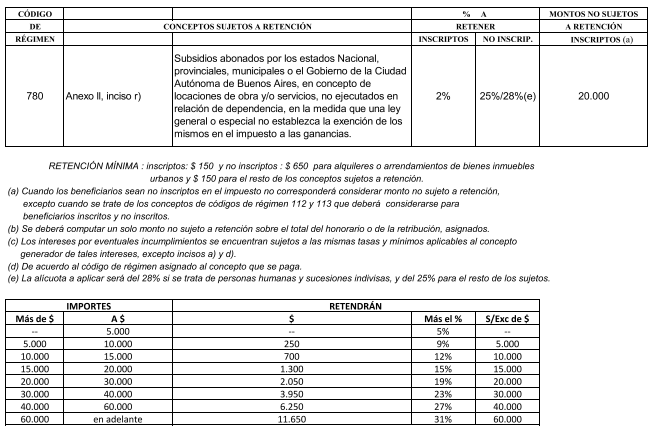 CÓDIGO % A MONTOS NO SUJETOS
DE CONCEPTOS SUJETOS A RETENCIÓN RETENER A RETENCIÓN
RÉGIMEN INSCRIPTOS NO INSCRIP. INSCRIPTOS (a)
780 Anexo II, inciso r) Subsidios abonados por los estados Nacional,
provinciales, municipales o el Gobierno de la Ciudad
Autónoma de Buenos Aires, en concepto de
locaciones de obra y/o servicios, no ejecutados en
relación de dependencia, en la medida que una ley
general o especial no establezca la exención de los
mismos en el impuesto a las ganancias.
2% 25%/28%(e) 20.000
RETENCIÓN MÍNIMA : inscriptos: $ 150 y no inscriptos : $ 650 para alquileres o arrendamientos de bienes inmuebles
urbanos y $ 150 para el resto de los conceptos sujetos a retención.
(a) Cuando los beneficiarios sean no inscriptos en el impuesto no corresponderá considerar monto no sujeto a retención,
excepto cuando se trate de los conceptos de códigos de régimen 112 y 113 que deberá considerarse para
beneficiarios inscritos y no inscritos.
(b) Se deberá computar un solo monto no sujeto a retención sobre el total del honorario o de la retribución, asignados.
(c) Los intereses por eventuales incumplimientos se encuentran sujetos a las mismas tasas y mínimos aplicables al concepto
generador de tales intereses, excepto incisos a) y d).
(d) De acuerdo al código de régimen asignado al concepto que se paga.
(e) La alícuota a aplicar será del 28% si se trata de personas humanas y sucesiones indivisas, y del 25% para el resto de los sujetos.
IMPORTES RETENDRÁN
Más de $ A $ $ Más el % S/Exc de $
-- 5.000 -- 5% --
5.000 10.000 250 9% 5.000
10.000 15.000 700 12% 10.000
15.000 20.000 1.300 15% 15.000
20.000 30.000 2.050 19% 20.000
30.000 40.000 3.950 23% 30.000
40.000 60.000 6.250 27% 40.000
60.000 en adelante 11.650 31% 60.000